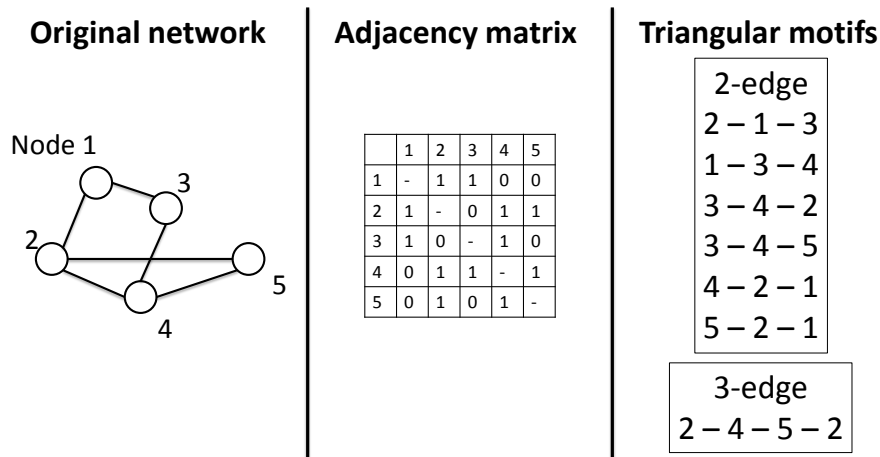 Original network
Node 1
3
2
5
4
Adjacency matrix
1 2 3 4 5
1 - 1 1 0 0
2 1 - 0 1 1
3 1 0 - 1 0
4 0 1 1 - 1
5 0 1 0 1 -
Triangular motifs
2-edge
2 – 1 – 3
1 – 3 – 4
3 – 4 – 2
3 – 4 – 5
4 – 2 – 1
5 – 2 – 1
3-edge
2 – 4 – 5 – 2